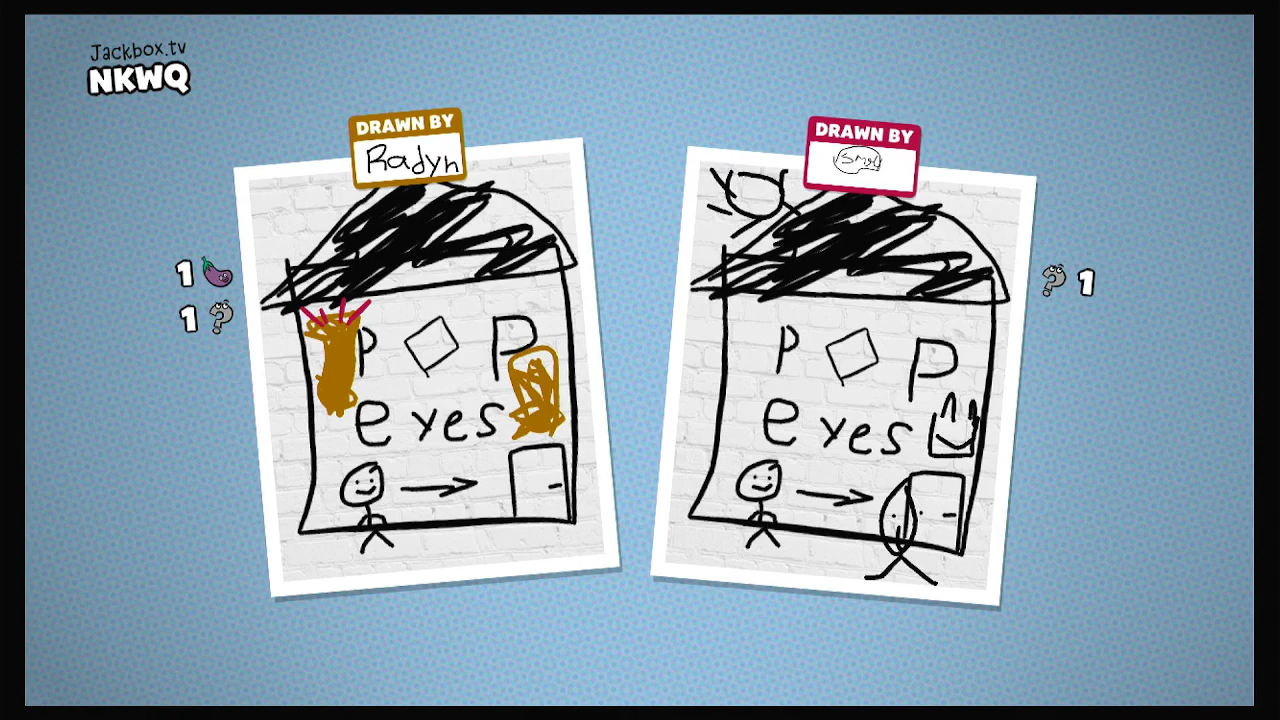 Jackbox.tv
NKWQ
DRAWN BY
Radyn
1
1
P P
eyes
DRAWN BY
1
P P
eyes